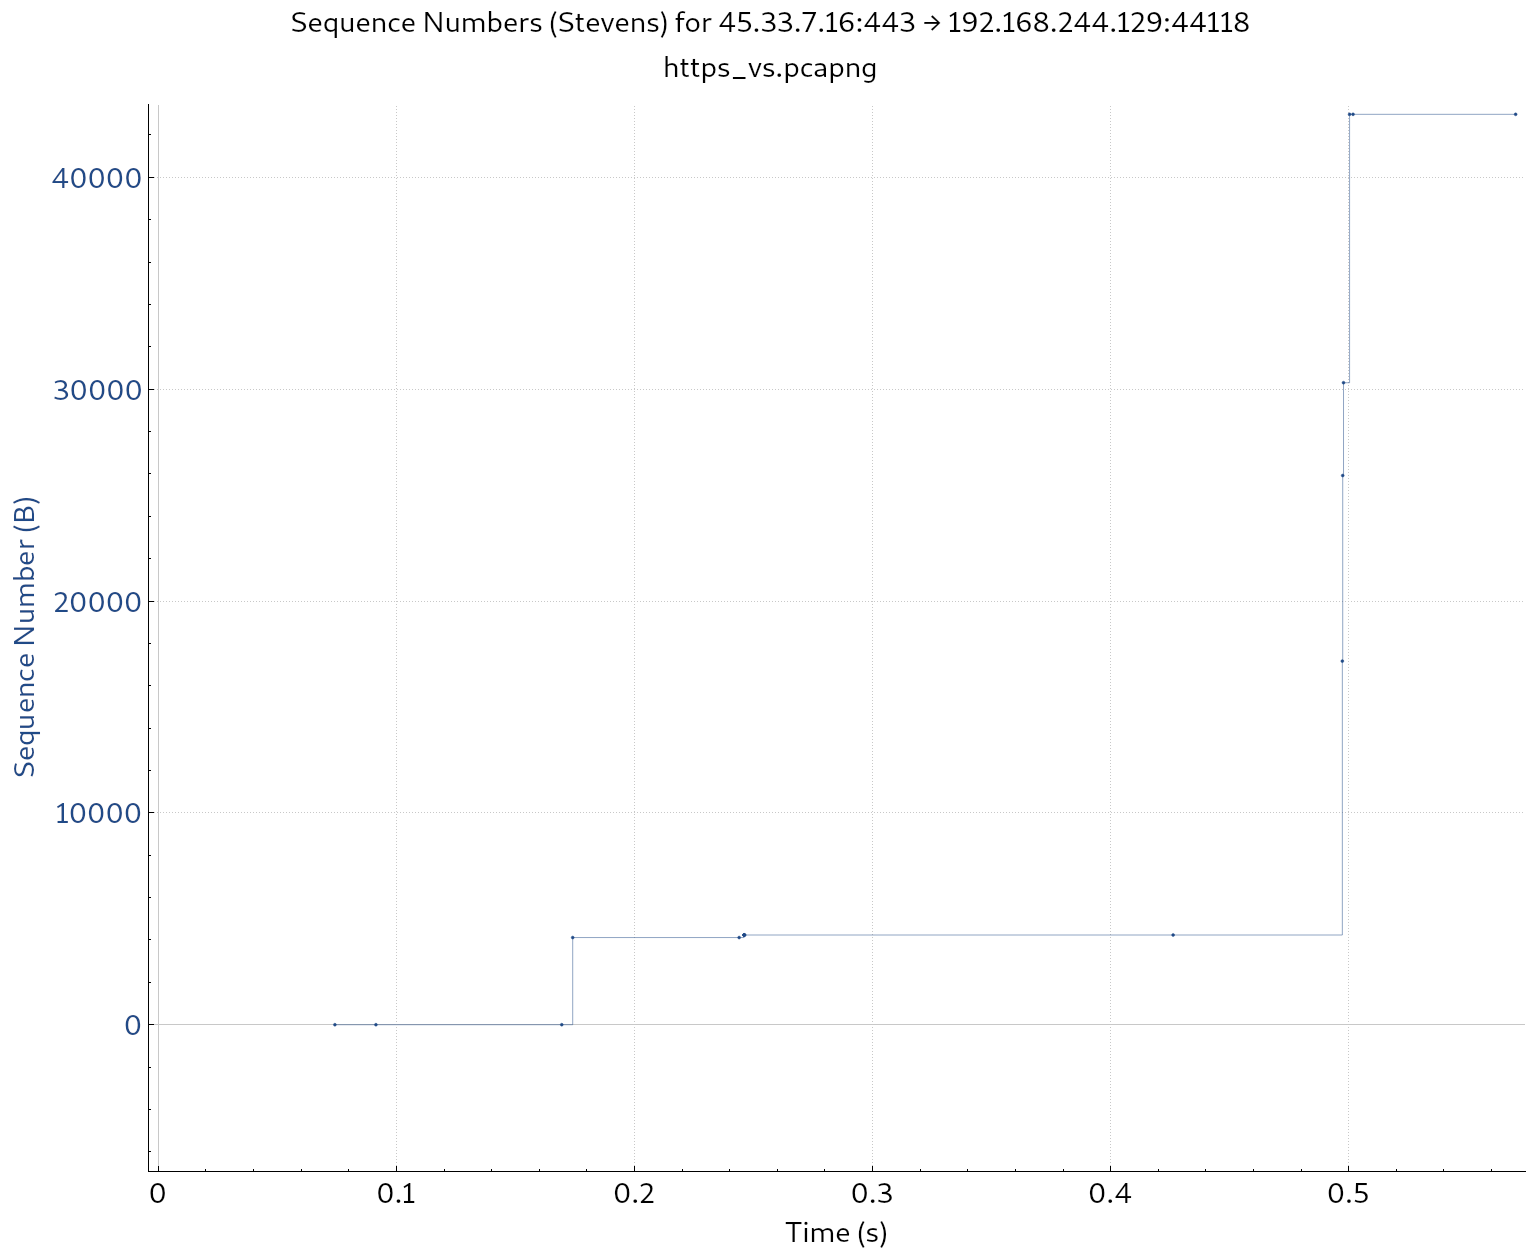 Sequence Numbers (Stevens) for 45.33.7.16:443 → 192.168.244.129:44118
https_vs.pcapng
40000
30000
20000
10000
0
Sequence Number (B)
0 0.1 0.2 0.3 0.4 0.5
Time (s)